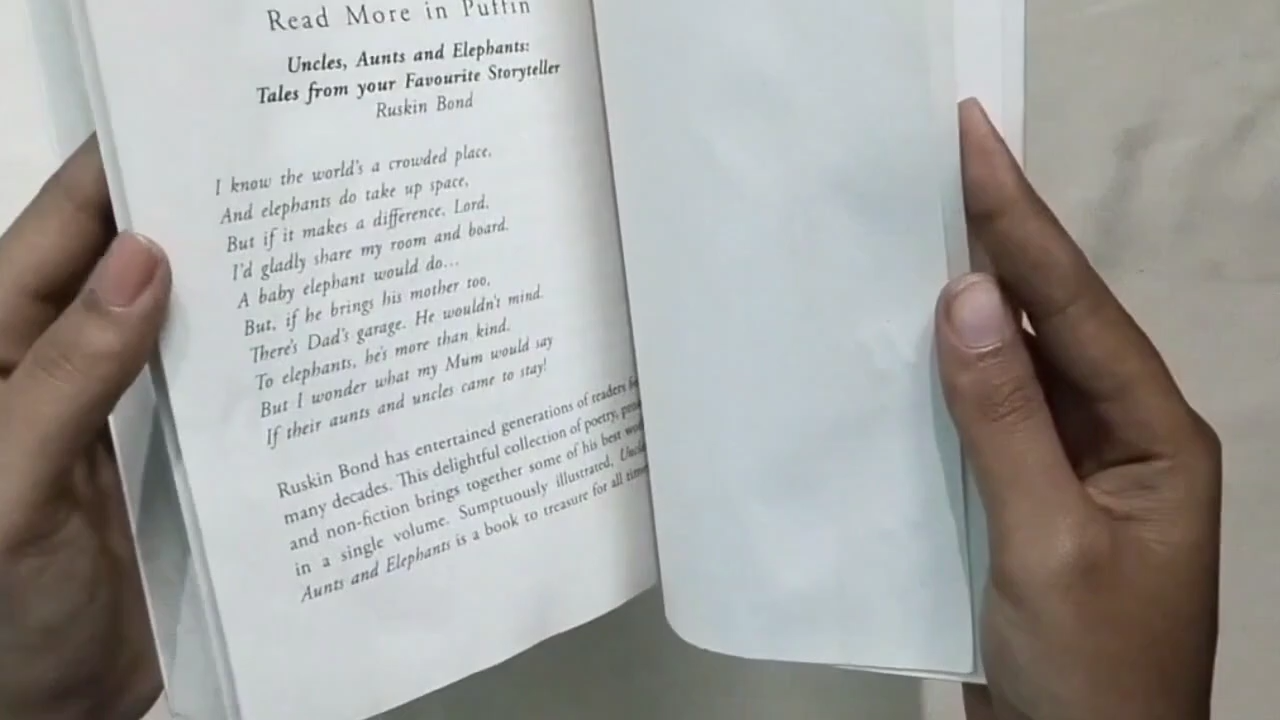 Read More in Puffin
Uncles, Aunts and Elephants:
Tales from your Favourite Storyteller
Ruskin Bond
I know the world's a crowded place,
And elephants do take up space,
But if it makes a difference, Lord,
I'd gladly share my room and board.
A baby elephant would do...
But, if he brings his mother too,
There's Dad's garage. He wouldn't mind.
To elephants, he's more than kind.
But I wonder what my Mum would say
If their aunts and uncles came to stay!
Ruskin Bond has entertained generations of readers
many decades. This delightful collection of poetry,
and non-fiction brings together some of his best
in a single volume. Sumptuously illustrated,
Aunts and Elephants is a book to treasure for all